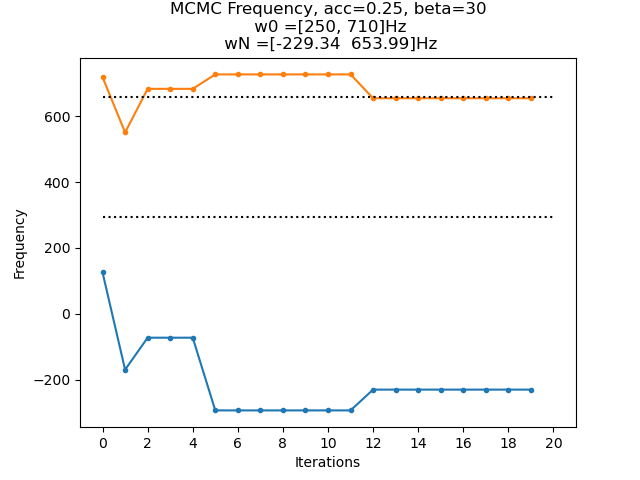 MCMC Frequency, acc=0.25, beta=30
w0 =[250, 710]Hz
wN =[-229.34  653.99]Hz
600
400
200
0
−200
Frequency
0 2 4 6 8 10 12 14 16 18 20
Iterations